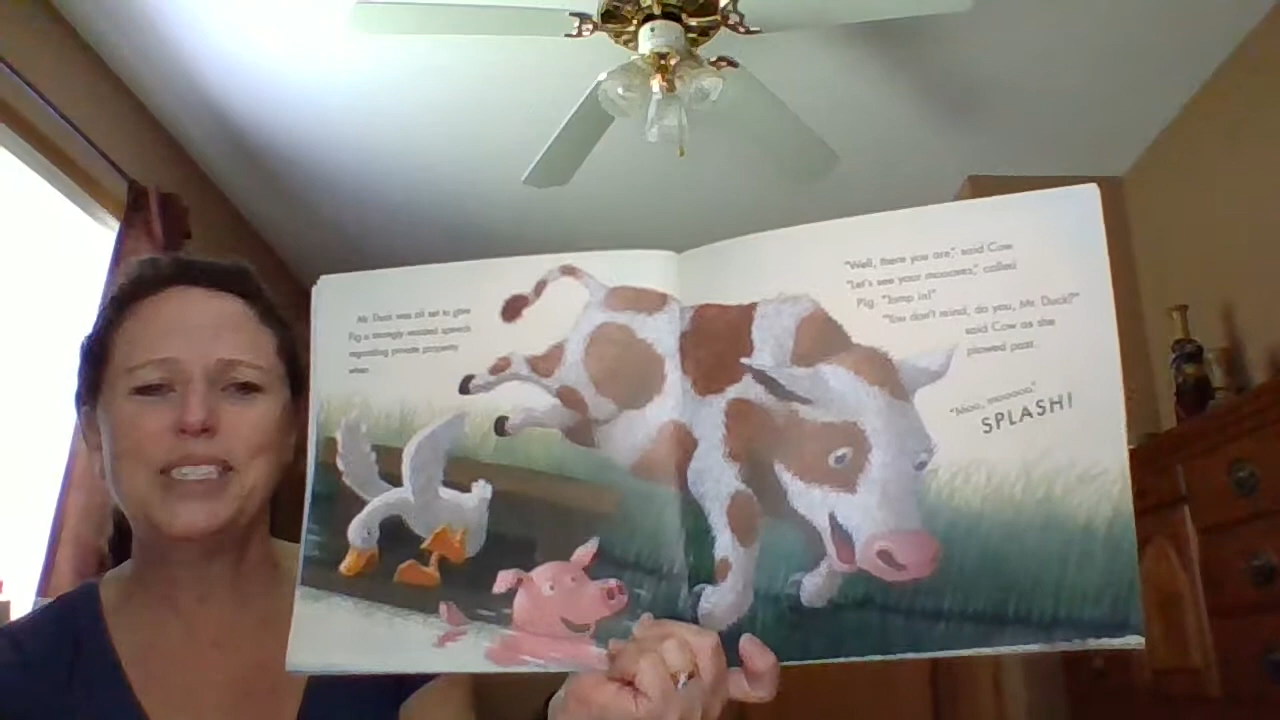 Mr. Duck was all set to give
Pig a strongly worded speech
regarding private property
when
"Well, there you are," said Cow
"Let's see your moooves," called
Pig. "Jump in!"
"You don't mind, do you, Mr. Duck?"
said Cow as she
plowed past.
"Moo, mooooo."
SPLASH!